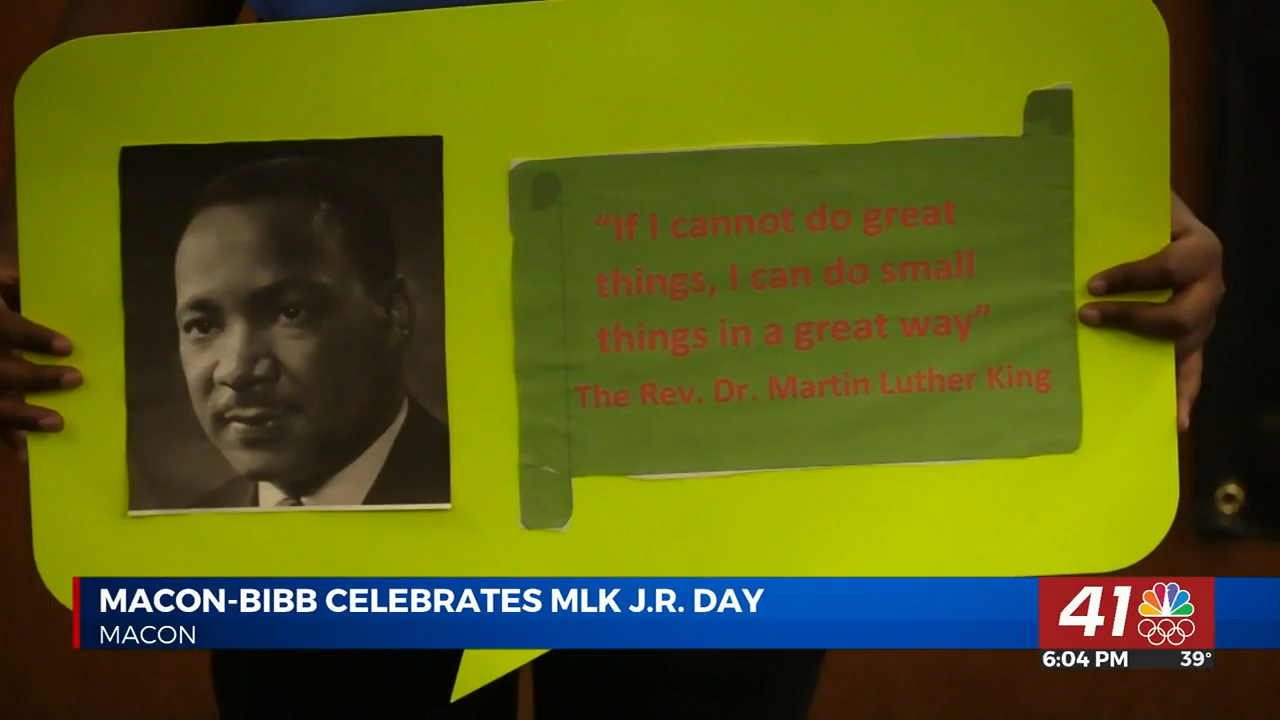 “If I cannot do great
things, I can do small
things in a great way”
The Rev. Dr. Martin Luther King
MACON-BIBB CELEBRATES MLK J.R. DAY
MACON
41
6:04 PM 39°